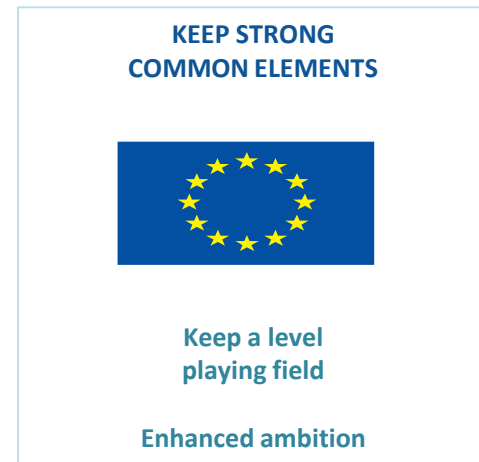 KEEP STRONG
COMMON ELEMENTS
Keep a level
playing field
Enhanced ambition